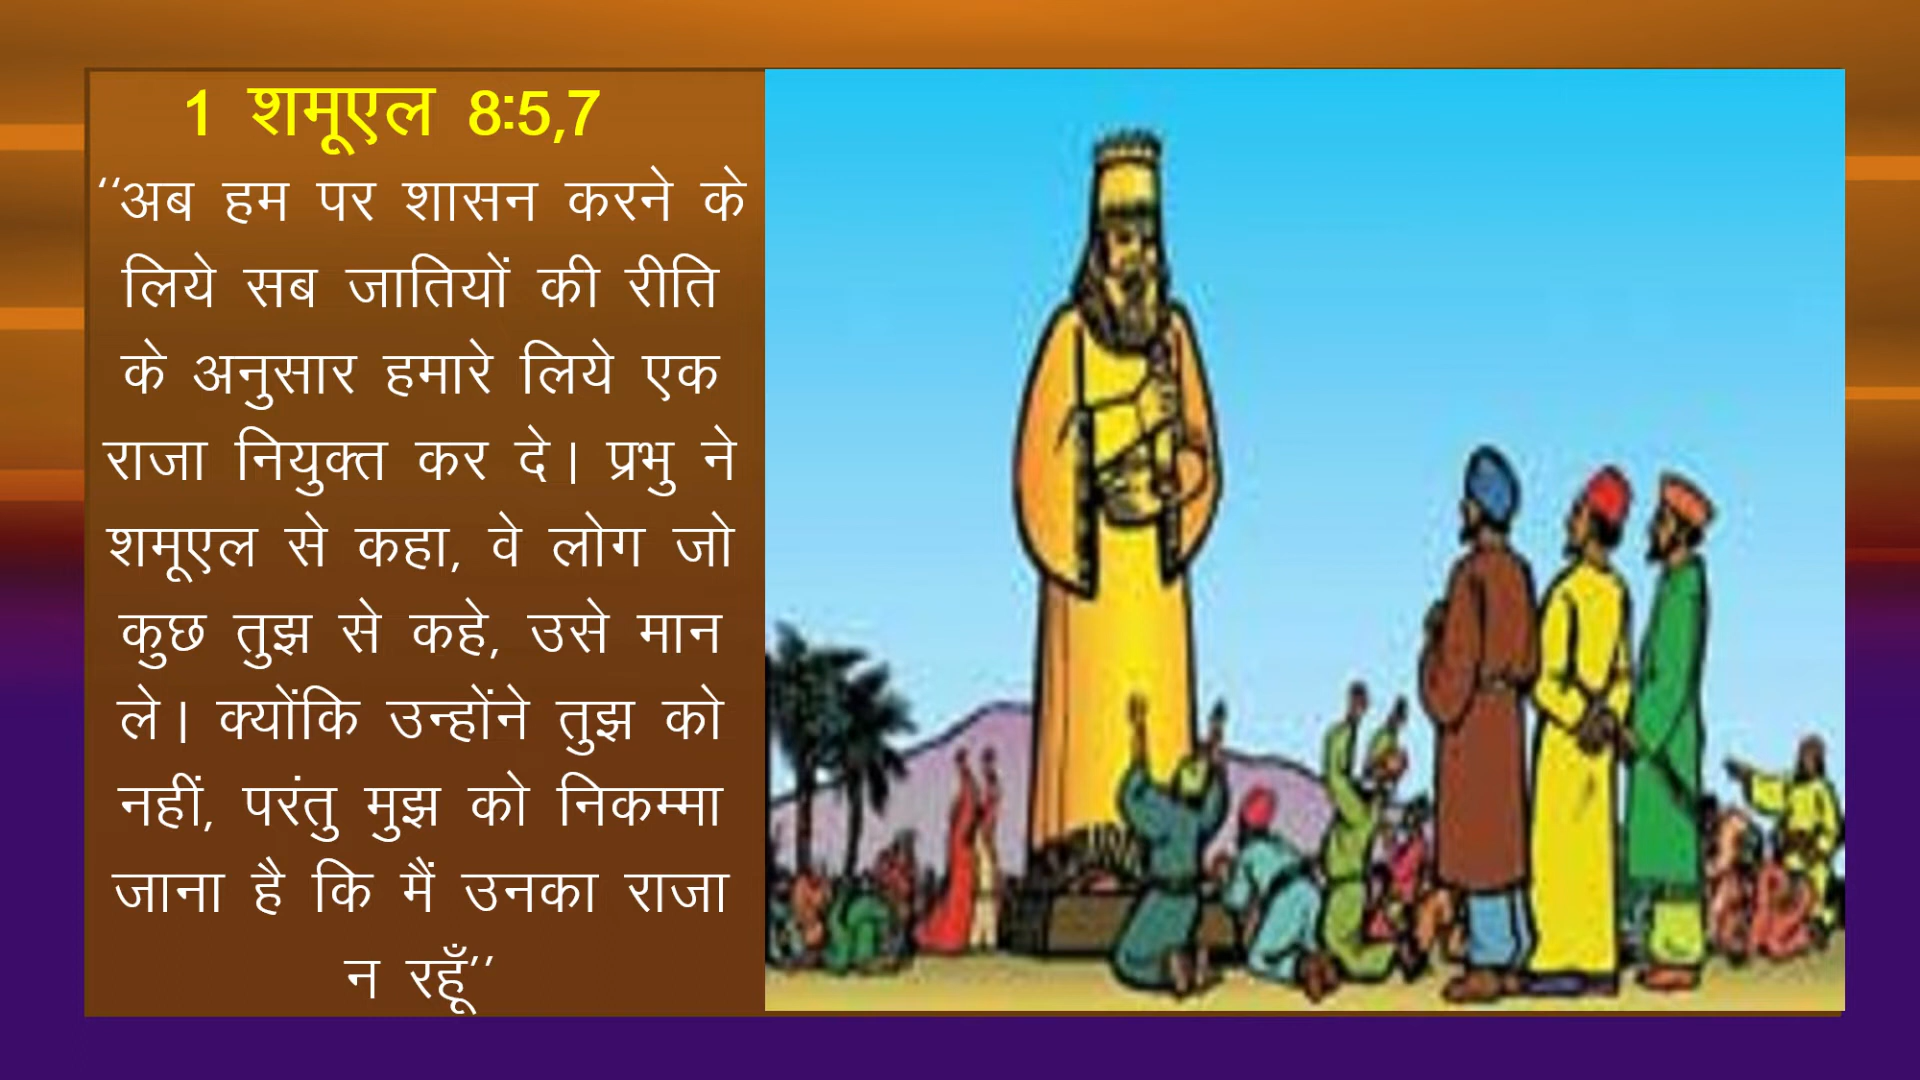 1 शमूएल 8:5,7
‘‘अब हम पर शासन करने के
लिये सब जातियों की रीति
के अनुसार हमारे लिये एक
राजा नियुक्त कर दे। प्रभु ने
शमूएल से कहा, वे लोग जो
कुछ तुझ से कहे, उसे मान
ले। क्योंकि उन्होंने तुझ को
नहीं, परंतु मुझ को निकम्मा
जाना है कि मैं उनका राजा
न रहूँ’’